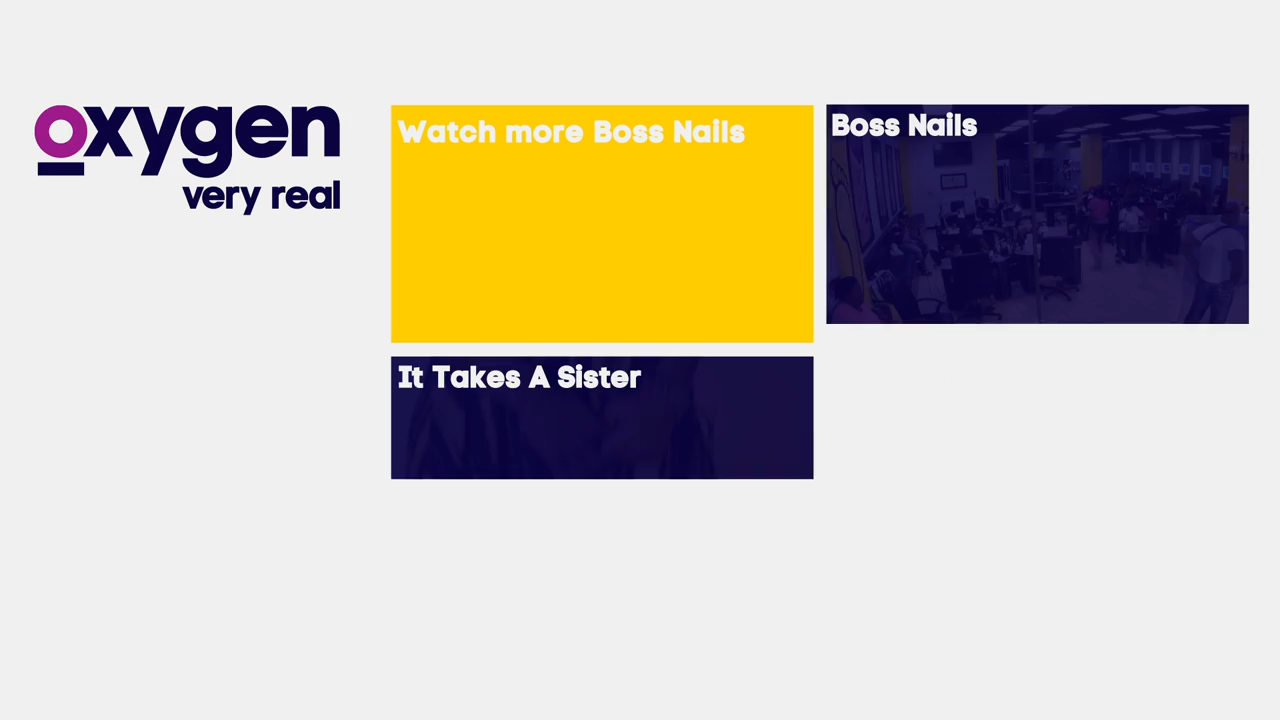 oxygen
very real
Watch more Boss Nails
Boss Nails
It Takes A Sister